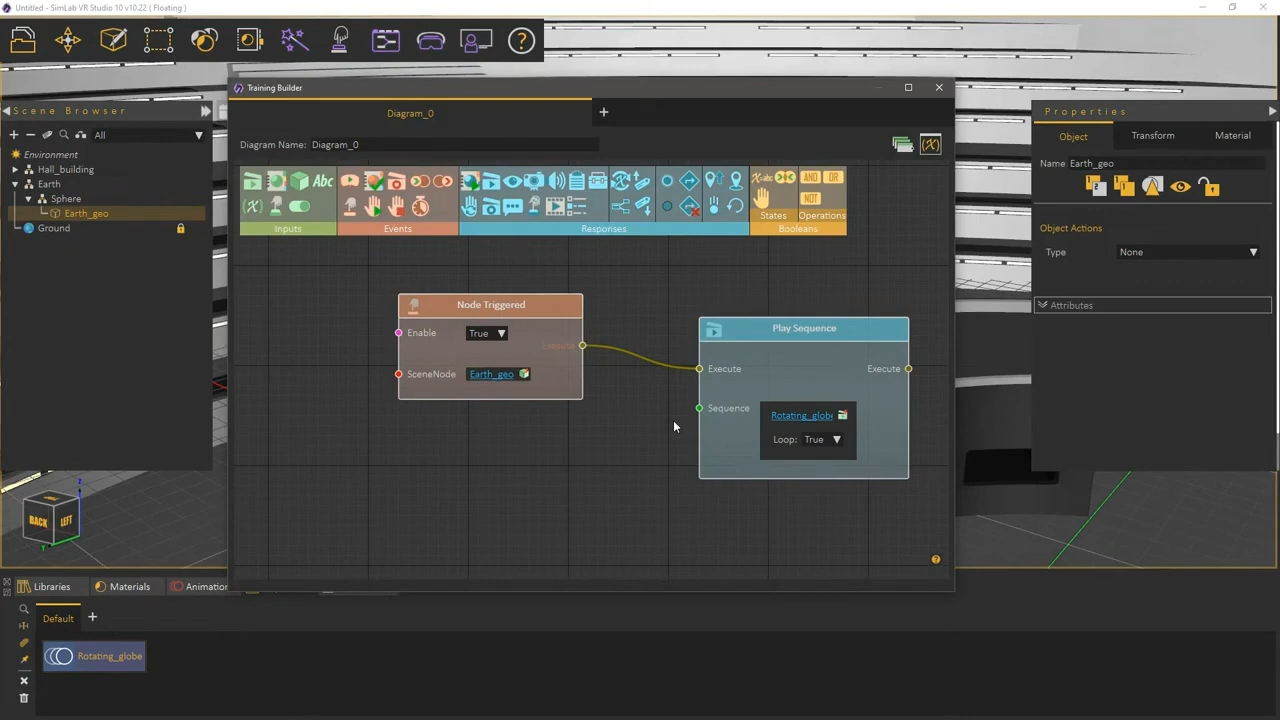 Untitled - SimLab VR Studio 10 v10.22 ( Floating )
Training Builder
Scene Browser
Properties
Diagram_0
+
Object
Transform
Material
All
Diagram Name: Diagram_0
(X)
Environment
Name Earth_geo
Hall_building
Abc
AND
OR
Earth
Sphere
(X)
NOT
Earth_geo
States
Operations
Ground
Inputs
Events
Responses
Booleans
Object Actions
Type
None
Attributes
Node Triggered
Play Sequence
Enable
True
Execute
Execute
Execute
SceneNode
Earth_geo
Sequence
Rotating_glob
Loop: True
BACK
LEFT
Libraries
Materials
Animation
Default
+
Rotating_globe